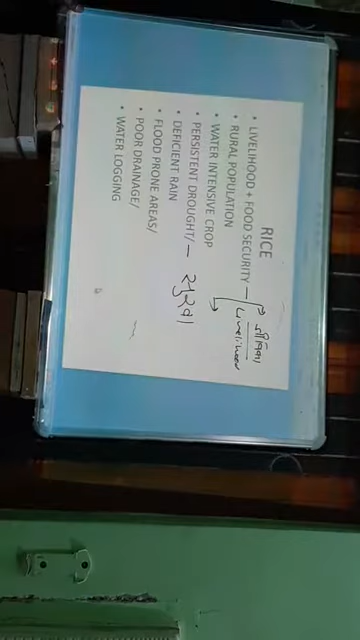 RICE
• LIVELIHOOD + FOOD SECURITY —
Livelihood
• RURAL POPULATION
• WATER INTENSIVE CROP →
• PERSISTENT DROUGHT/ —
• DEFICIENT RAIN
• FLOOD PRONE AREAS/
• POOR DRAINAGE/
• WATER LOGGING